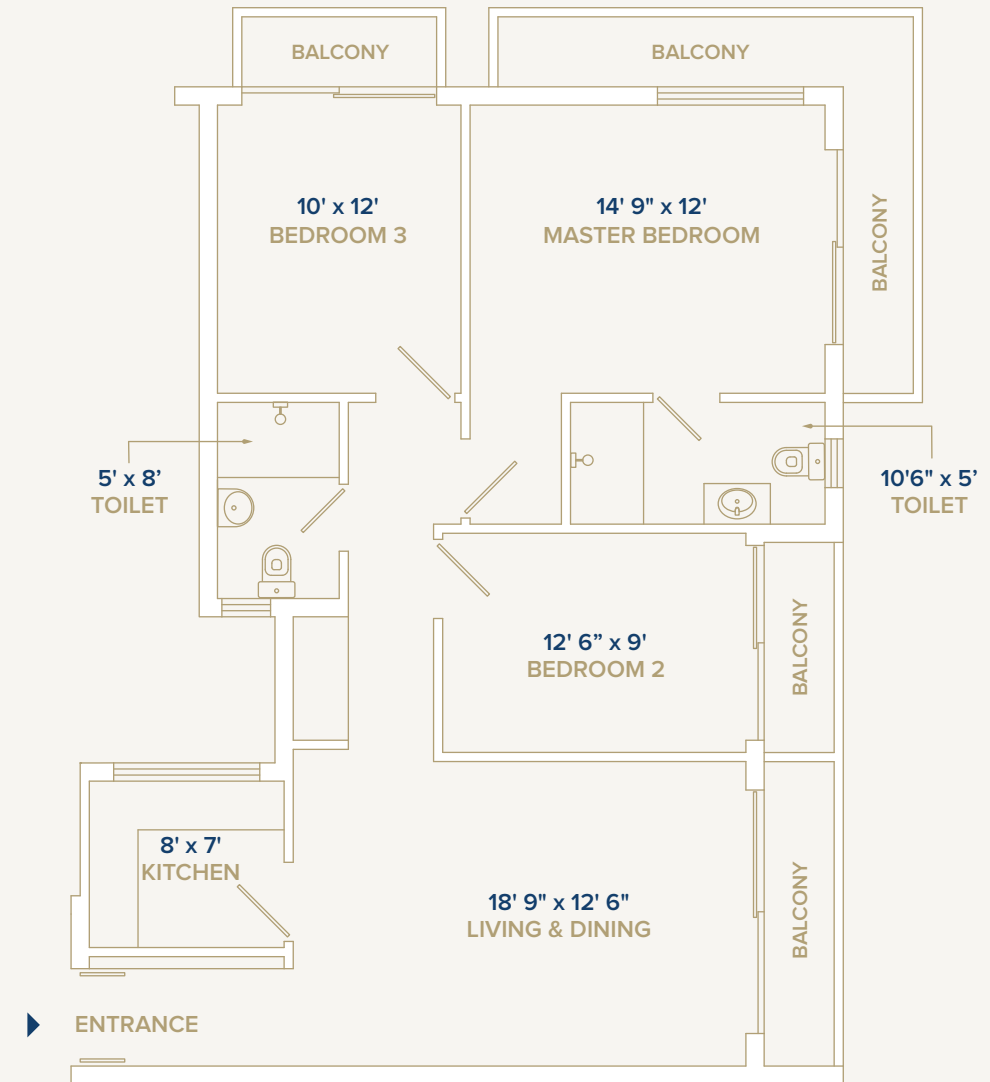 BALCONY
BALCONY
10' x 12'
BEDROOM 3
14' 9" x 12'
MASTER BEDROOM
BALCONY
5' x 8’
TOILET
10'6" x 5’
TOILET
12' 6” x 9'
BEDROOM 2
BALCONY
8' x 7'
KITCHEN
18' 9" x 12' 6"
LIVING & DINING
BALCONY
ENTRANCE